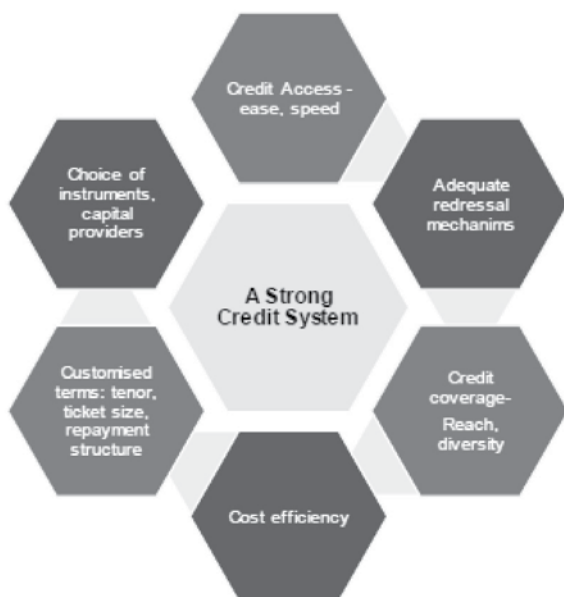 Credit Access -
ease, speed
Adequate
redressal
mechanims
Credit
coverage-
Reach,
diversity
Cost efficiency
Customised
terms: tenor,
ticket size,
repayment
structure
Choice of
instruments,
capital
providers
A Strong
Credit System